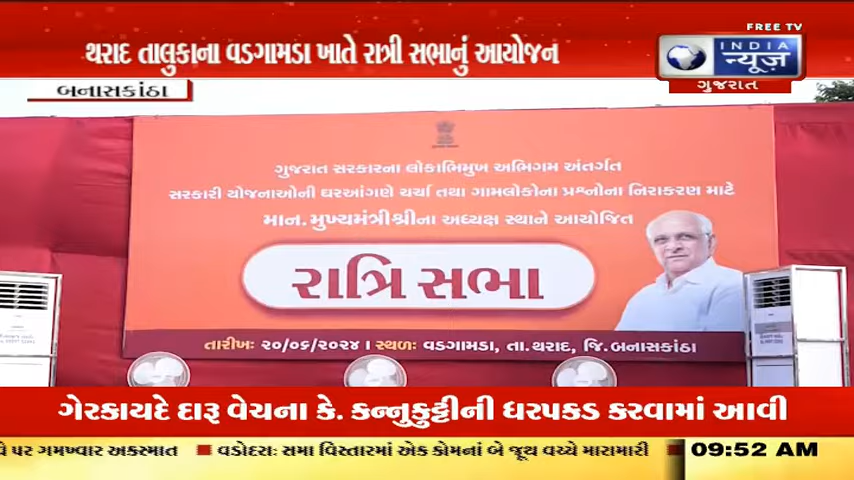 FREE TV
થરાદ તાલુકાના વડગામડા ખાતે રાત્રી સભાનું આયોજન
INDIA
न्यूज़
ગુજરાત
બનાસકાંઠા
ગુજરાત સરકારના લોકાભિમુખ અભિગમ અંતર્ગત
સરકારી યોજનાઓની ઘરઆંગણે ચર્ચા તથા ગામલોકોના પ્રશ્નોના નિરાકરણ માટે
માન. મુખ્યમંત્રીશ્રીના અધ્યક્ષ સ્થાને આયોજિત
રાત્રિ સભા
તારીખ: ૨૦/૦૬/૨૦૨૪ । સ્થળ: વડગામડા, તા. થરાદ, જિ. બનાસકાંઠા
ગેરકાયદે દારૂ વેચના કે. કન્નુકુટ્ટીની ધરપકડ કરવામાં આવી
પર ગમખ્વાર અકસ્માત ■ વડોદરા: સમા વિસ્તારમાં એક કોમનાં બે જૂથ વચ્ચે મારામારી
09:52 AM